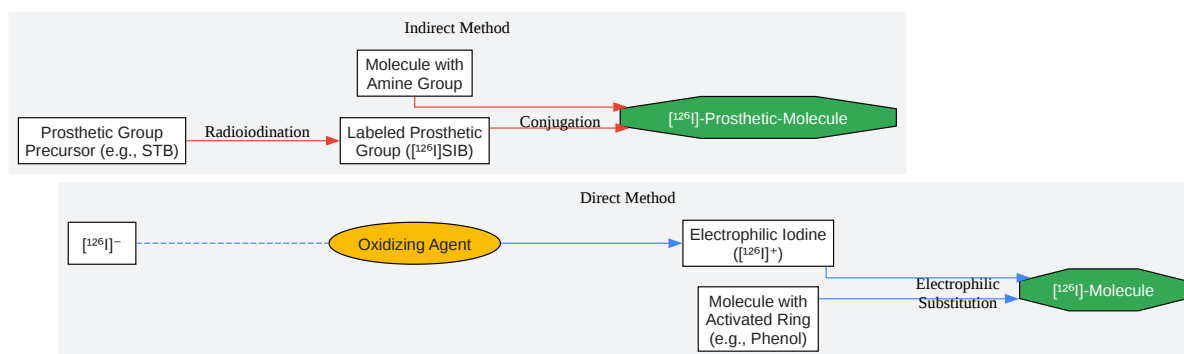 Indirect Method
Molecule with
Amine Group
Prosthetic Group
Precursor (e.g., STB)
Radioiodination
Labeled Prosthetic
Group ([¹²⁶I]SIB)
Conjugation
[¹²⁶I]-Prosthetic-Molecule
Direct Method
[¹²⁶I]⁻
Oxidizing Agent
Electrophilic Iodine
([¹²⁶I]⁺)
Molecule with
Activated Ring
(e.g., Phenol)
Electrophilic
Substitution
[¹²⁶I]-Molecule